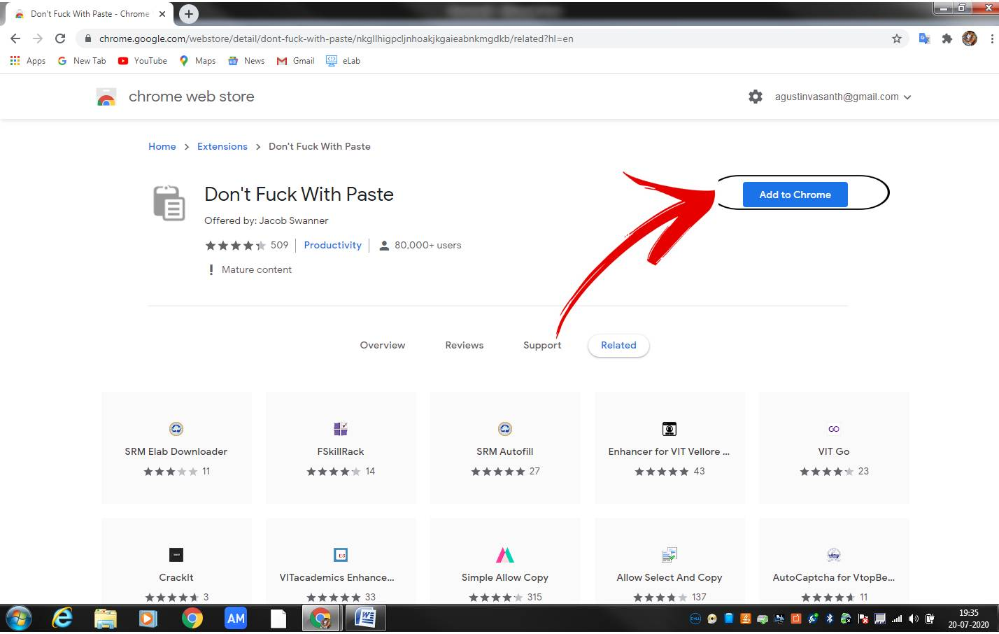 Don't Fuck With Paste - Chrome
chrome.google.com/webstore/detail/dont-fuck-with-paste/nkgllhigpcljnhoakjkgaieabnkmgdkb/related?hl=en
Apps New Tab YouTube Maps News Gmail eLab
chrome web store
agustinvasanth@gmail.com
Home > Extensions > Don't Fuck With Paste
Don't Fuck With Paste
Add to Chrome
Offered by: Jacob Swanner
509 Productivity 80,000+ users
Mature content
Overview Reviews Support Related
SRM Elab Downloader FSkillRack SRM Autofill Enhancer for VIT Vellore ... VIT Go
11 14 27 43 23
CrackIt VITacademics Enhance... Simple Allow Copy Allow Select And Copy AutoCaptcha for VtopBe...
3 33 315 137 11
AM
19:35
20-07-2020